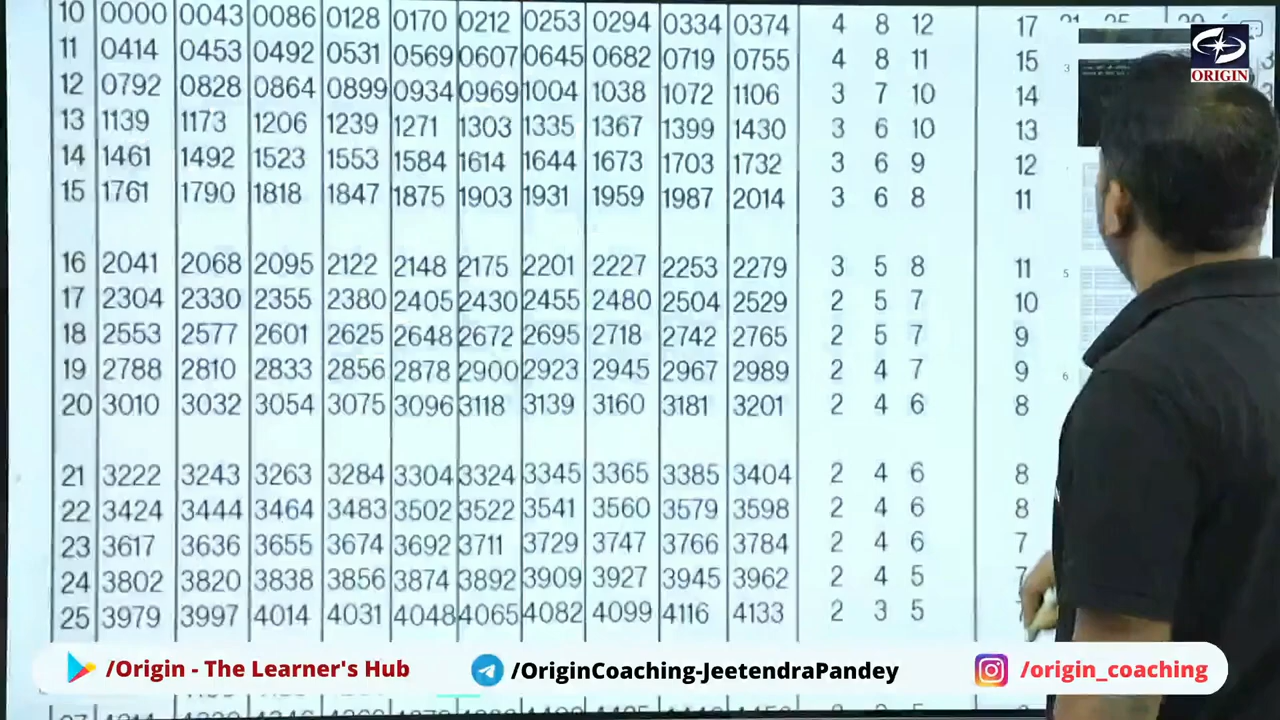 10 0000 0043 0086 0128 0170 0212 0253 0294 0334 0374 4 8 12 17 21 25
11 0414 0453 0492 0531 0569 0607 0645 0682 0719 0755 4 8 11 15
12 0792 0828 0864 0899 0934 0969 1004 1038 1072 1106 3 7 10 14
13 1139 1173 1206 1239 1271 1303 1335 1367 1399 1430 3 6 10 13
14 1461 1492 1523 1553 1584 1614 1644 1673 1703 1732 3 6 9 12
15 1761 1790 1818 1847 1875 1903 1931 1959 1987 2014 3 6 8 11
16 2041 2068 2095 2122 2148 2175 2201 2227 2253 2279 3 5 8 11
17 2304 2330 2355 2380 2405 2430 2455 2480 2504 2529 2 5 7 10
18 2553 2577 2601 2625 2648 2672 2695 2718 2742 2765 2 5 7 9
19 2788 2810 2833 2856 2878 2900 2923 2945 2967 2989 2 4 7 9
20 3010 3032 3054 3075 3096 3118 3139 3160 3181 3201 2 4 6 8
21 3222 3243 3263 3284 3304 3324 3345 3365 3385 3404 2 4 6 8
22 3424 3444 3464 3483 3502 3522 3541 3560 3579 3598 2 4 6 8
23 3617 3636 3655 3674 3692 3711 3729 3747 3766 3784 2 4 6 7
24 3802 3820 3838 3856 3874 3892 3909 3927 3945 3962 2 4 5 7
25 3979 3997 4014 4031 4048 4065 4082 4099 4116 4133 2 3 5
3
5
6
ORIGIN
/Origin - The Learner's Hub /OriginCoaching-JeetendraPandey /origin_coaching